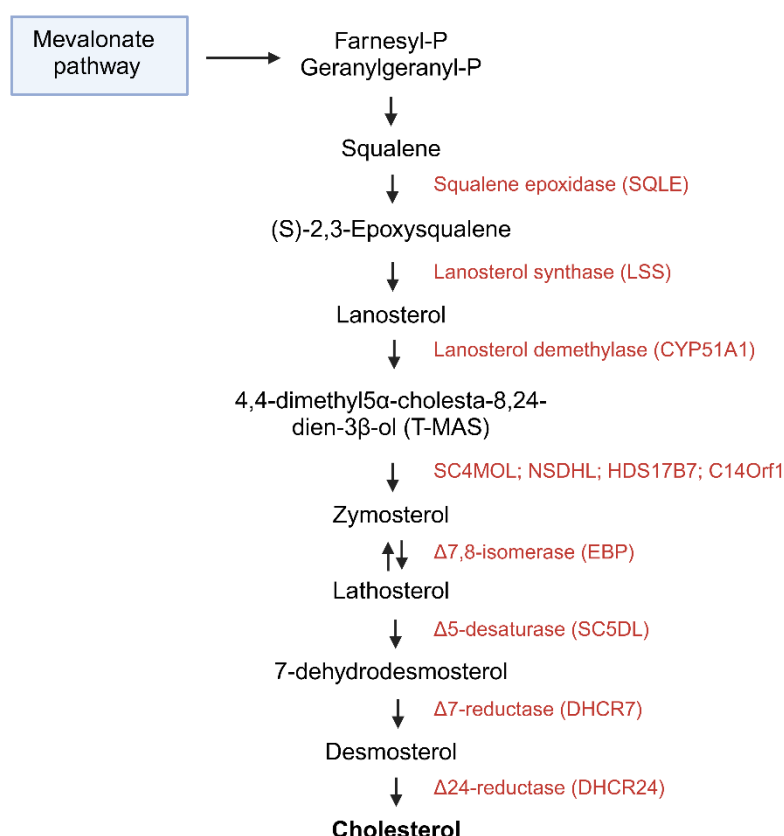 Mevalonate
pathway
Farnesyl-P
Geranylgeranyl-P
Squalene
Squalene epoxidase (SQLE)
(S)-2,3-Epoxysqualene
Lanosterol synthase (LSS)
Lanosterol
Lanosterol demethylase (CYP51A1)
4,4-dimethyl5α-cholesta-8,24-
dien-3β-ol (T-MAS)
SC4MOL; NSDHL; HDS17B7; C14Orf1
Zymosterol
Δ7,8-isomerase (EBP)
Lathosterol
Δ5-desaturase (SC5DL)
7-dehydrodesmosterol
Δ7-reductase (DHCR7)
Desmosterol
Δ24-reductase (DHCR24)
Cholesterol